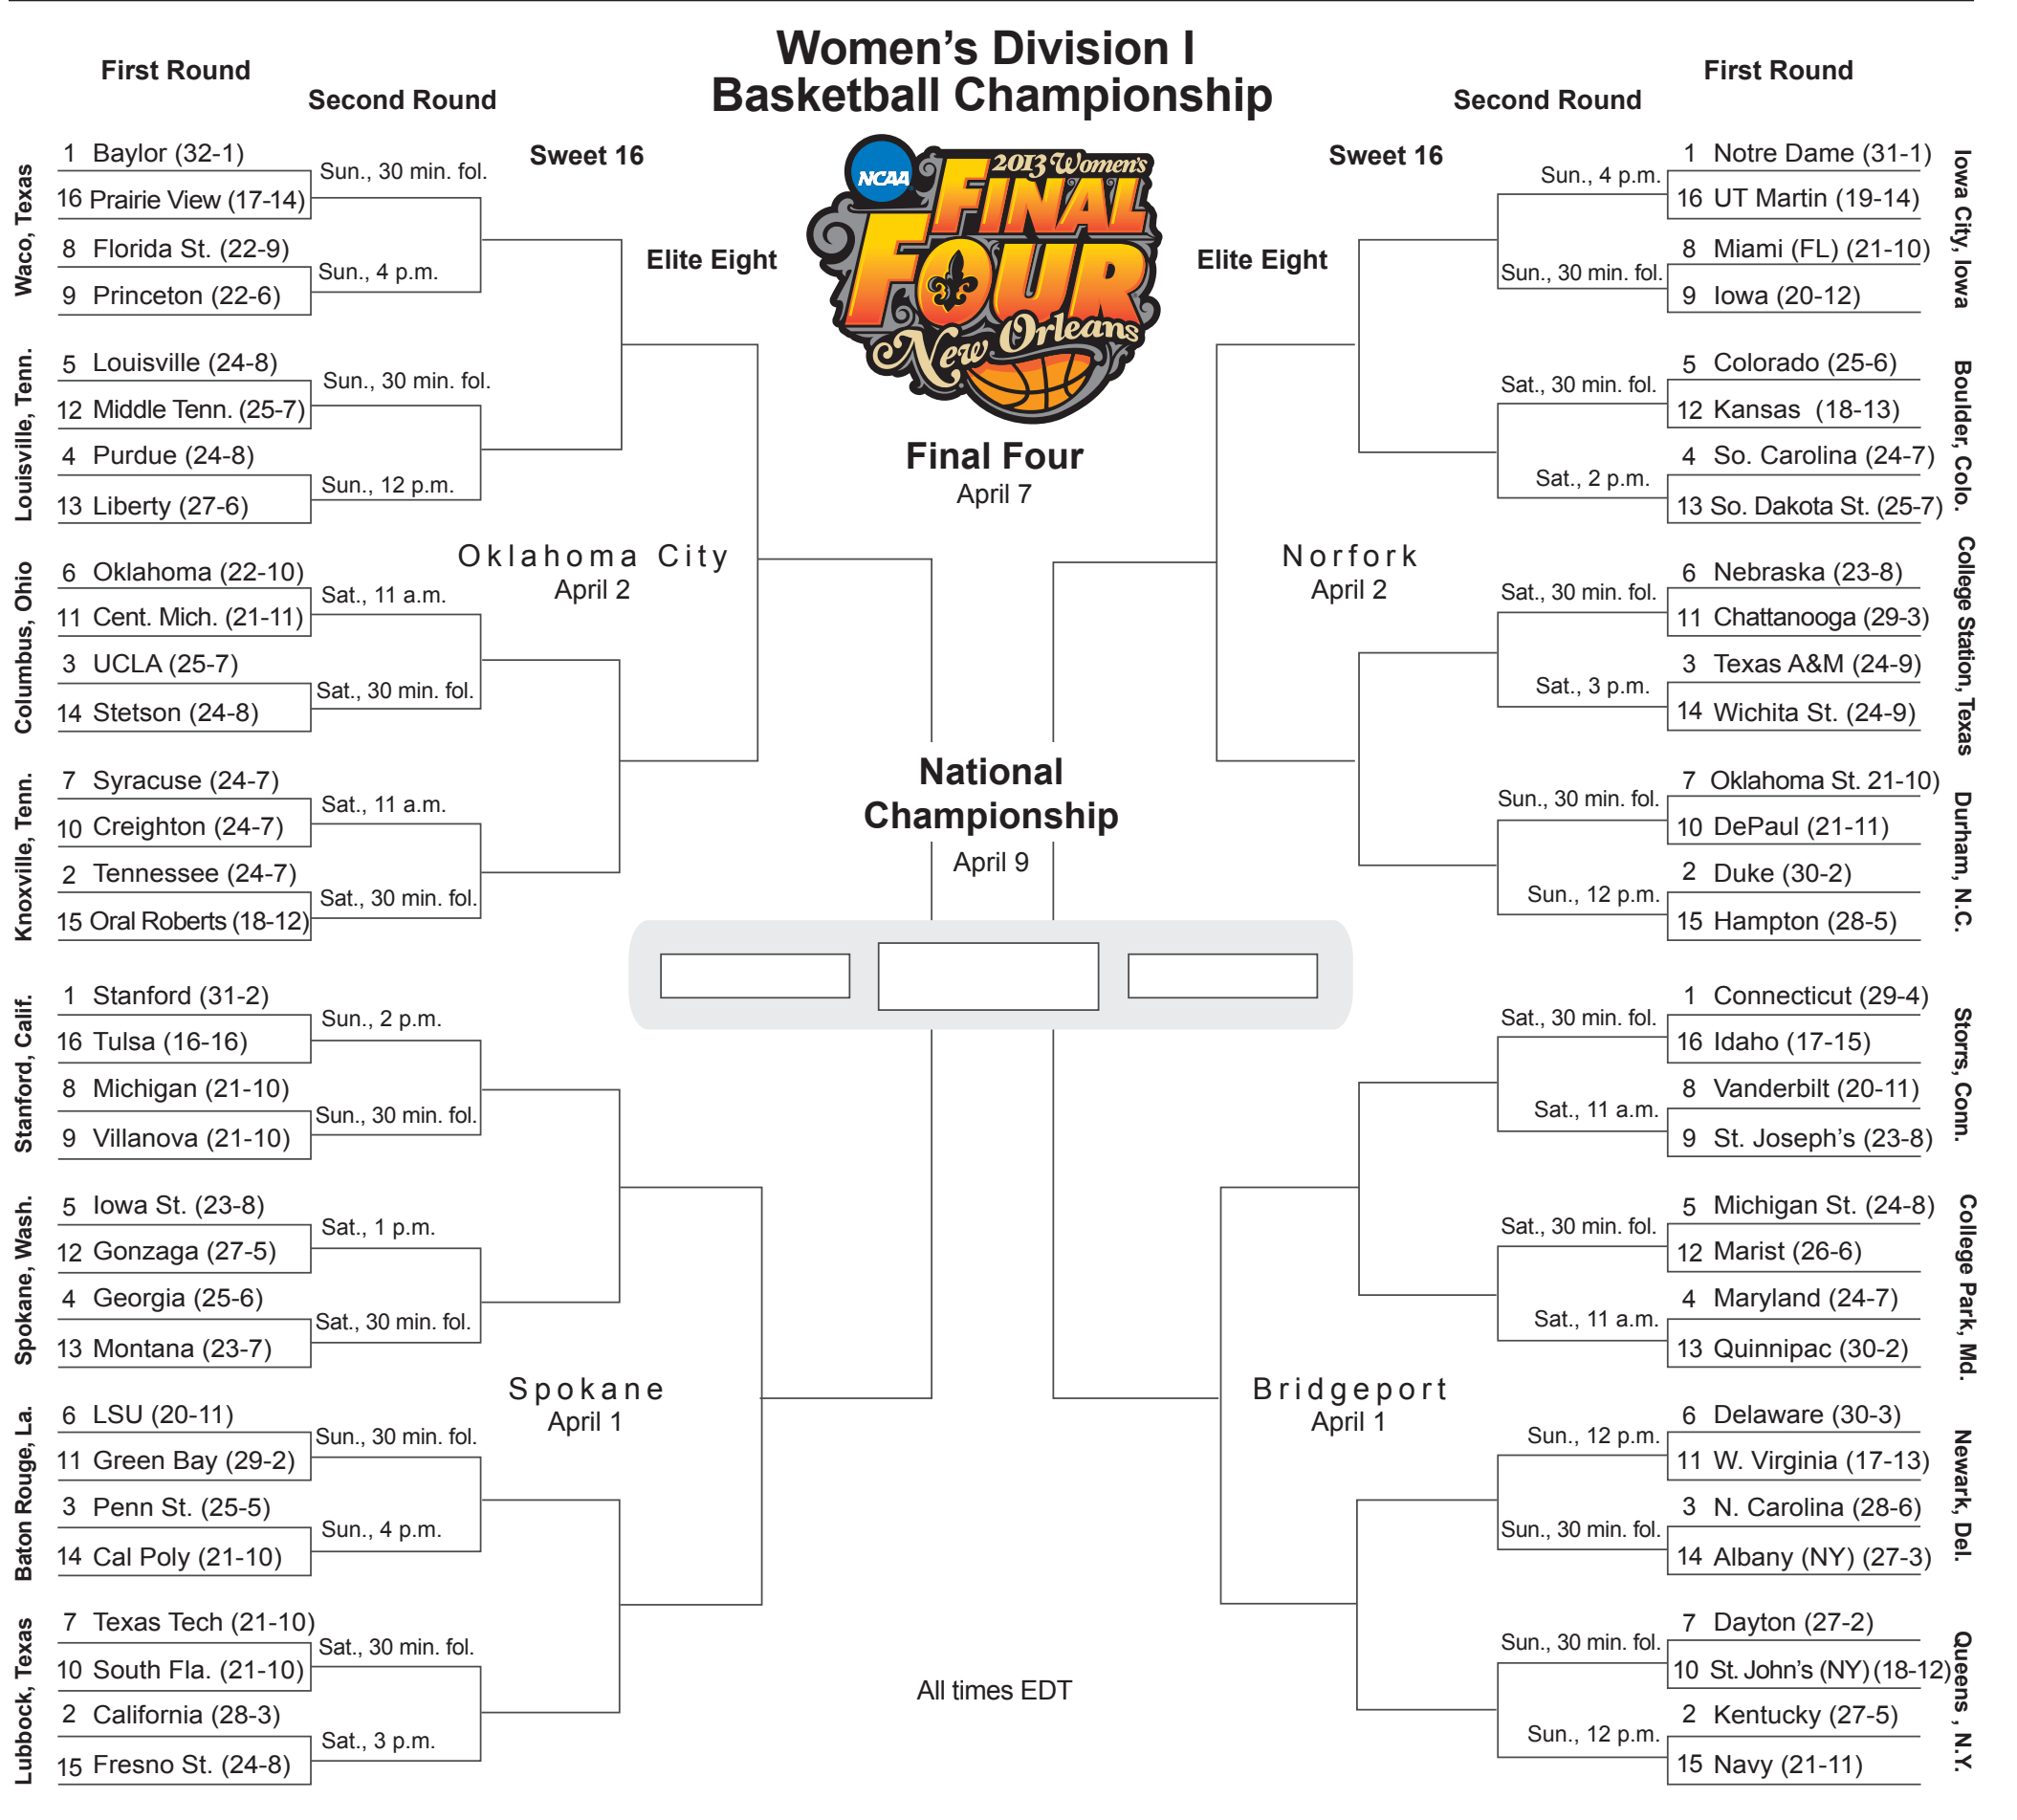 Women's Division I
Basketball Championship
First Round
Second Round
Sweet 16
Elite Eight
Waco, Texas
1 Baylor (32-1)
16 Prairie View (17-14)
Sun., 30 min. fol.
8 Florida St. (22-9)
9 Princeton (22-6)
Sun., 4 p.m.
Louisville, Tenn.
5 Louisville (24-8)
12 Middle Tenn. (25-7)
Sun., 30 min. fol.
4 Purdue (24-8)
13 Liberty (27-6)
Sun., 12 p.m.
Oklahoma City
April 2
Columbus, Ohio
6 Oklahoma (22-10)
11 Cent. Mich. (21-11)
Sat., 11 a.m.
3 UCLA (25-7)
14 Stetson (24-8)
Sat., 30 min. fol.
Knoxville, Tenn.
7 Syracuse (24-7)
10 Creighton (24-7)
Sat., 11 a.m.
2 Tennessee (24-7)
15 Oral Roberts (18-12)
Sat., 30 min. fol.
Stanford, Calif.
1 Stanford (31-2)
16 Tulsa (16-16)
Sun., 2 p.m.
8 Michigan (21-10)
9 Villanova (21-10)
Sun., 30 min. fol.
Spokane, Wash.
5 Iowa St. (23-8)
12 Gonzaga (27-5)
Sat., 1 p.m.
4 Georgia (25-6)
13 Montana (23-7)
Sat., 30 min. fol.
Spokane
April 1
Baton Rouge, La.
6 LSU (20-11)
11 Green Bay (29-2)
Sun., 30 min. fol.
3 Penn St. (25-5)
14 Cal Poly (21-10)
Sun., 4 p.m.
Lubbock, Texas
7 Texas Tech (21-10)
10 South Fla. (21-10)
Sat., 30 min. fol.
2 California (28-3)
15 Fresno St. (24-8)
Sat., 3 p.m.
NCAA
2013 Women's
FINAL
FOUR
New Orleans
Final Four
April 7
National
Championship
April 9
All times EDT
First Round
Second Round
Sweet 16
Elite Eight
Iowa City, Iowa
1 Notre Dame (31-1)
16 UT Martin (19-14)
Sun., 4 p.m.
8 Miami (FL) (21-10)
9 Iowa (20-12)
Sun., 30 min. fol.
Boulder, Colo.
5 Colorado (25-6)
12 Kansas (18-13)
Sat., 30 min. fol.
4 So. Carolina (24-7)
13 So. Dakota St. (25-7)
Sat., 2 p.m.
Norfork
April 2
College Station, Texas
6 Nebraska (23-8)
11 Chattanooga (29-3)
Sat., 30 min. fol.
3 Texas A&M (24-9)
14 Wichita St. (24-9)
Sat., 3 p.m.
Durham, N.C.
7 Oklahoma St. 21-10)
10 DePaul (21-11)
Sun., 30 min. fol.
2 Duke (30-2)
15 Hampton (28-5)
Sun., 12 p.m.
Storrs, Conn.
1 Connecticut (29-4)
16 Idaho (17-15)
Sat., 30 min. fol.
8 Vanderbilt (20-11)
9 St. Joseph's (23-8)
Sat., 11 a.m.
College Park, Md.
5 Michigan St. (24-8)
12 Marist (26-6)
Sat., 30 min. fol.
4 Maryland (24-7)
13 Quinnipac (30-2)
Sat., 11 a.m.
Bridgeport
April 1
Newark, Del.
6 Delaware (30-3)
11 W. Virginia (17-13)
Sun., 12 p.m.
3 N. Carolina (28-6)
14 Albany (NY) (27-3)
Sun., 30 min. fol.
Queens , N.Y.
7 Dayton (27-2)
10 St. John's (NY) (18-12)
Sun., 30 min. fol.
2 Kentucky (27-5)
15 Navy (21-11)
Sun., 12 p.m.